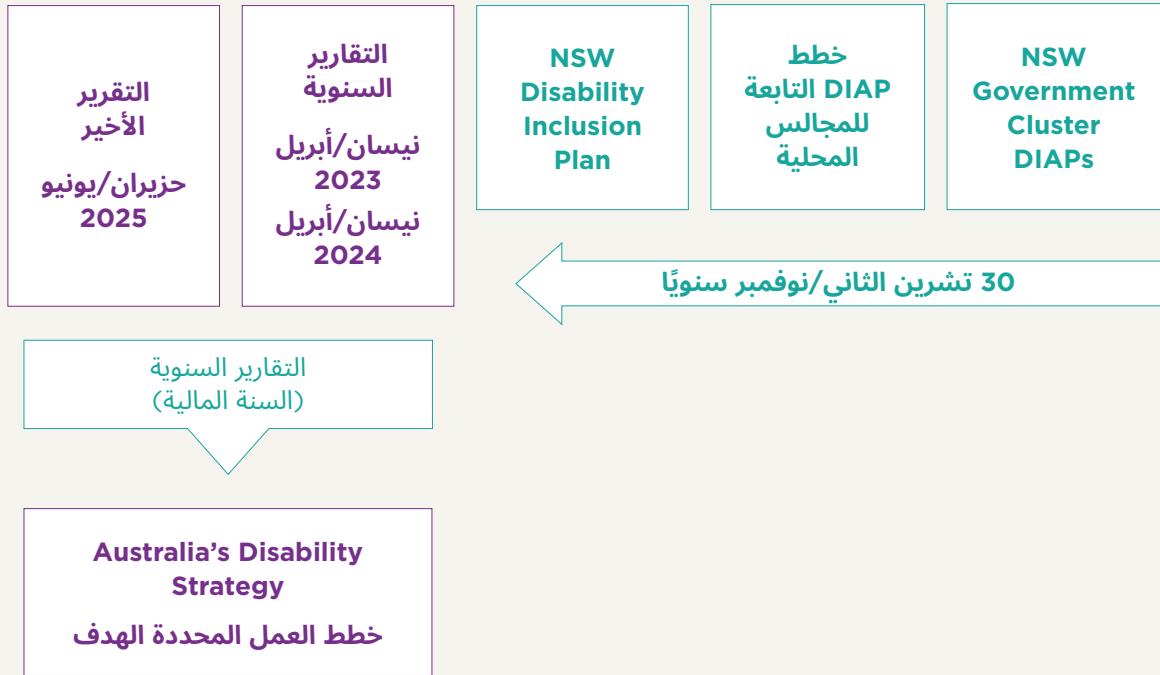 NSW
Government
Cluster
DIAPs
خطط
DIAP التابعة
للمجالس
المحلية
NSW
Disability
Inclusion
Plan
التقارير
السنوية
نيسان/أبريل
2023
نيسان/أبريل
2024
التقرير
الأخير
حزيران/يونيو
2025
30 تشرين الثاني/نوفمبر سنويًا
التقارير السنوية
(السنة المالية)
Australia’s Disability
Strategy
خطط العمل المحددة الهدف